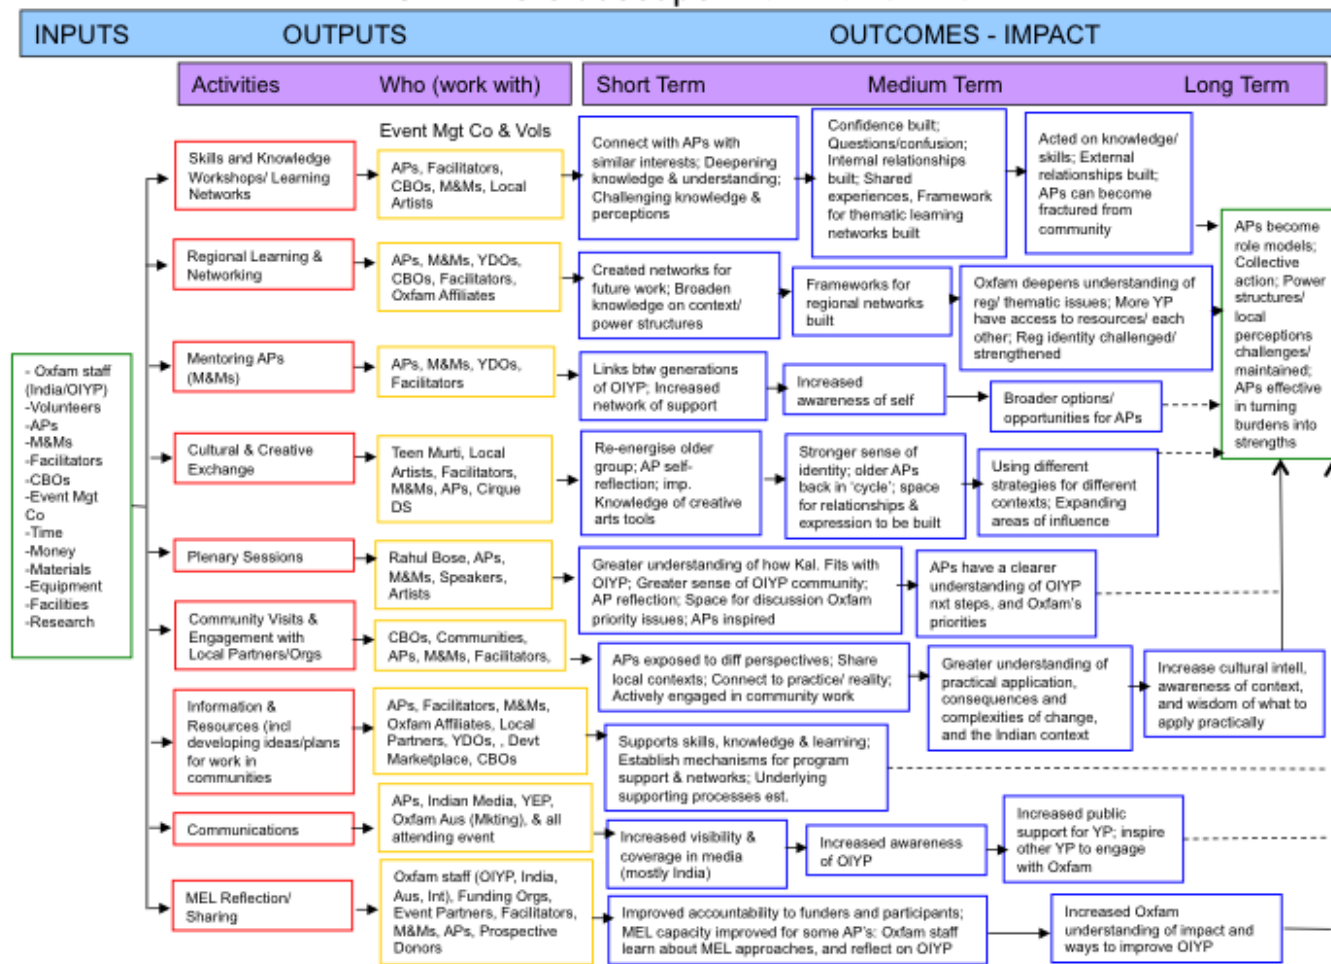 INPUTS
OUTPUTS
OUTCOMES - IMPACT
Activities
Who (work with)
Short Term
Medium Term
Long Term
Event Mgt Co & Vols
- Oxfam staff
(India/OIYP)
-Volunteers
-APs
-M&Ms
-Facilitators
-CBOs
-Event Mgt
Co
-Time
-Money
-Materials
-Equipment
-Facilities
-Research
Skills and Knowledge
Workshops/ Learning
Networks
APs, Facilitators,
CBOs, M&Ms, Local
Artists
Connect with APs with
similar interests; Deepening
knowledge & understanding;
Challenging knowledge &
perceptions
Confidence built;
Questions/confusion;
Internal relationships
built; Shared
experiences, Framework
for thematic learning
networks built
Acted on knowledge/
skills; External
relationships built;
APs can become
fractured from
community
Regional Learning &
Networking
APs, M&Ms, YDOs,
CBOs, Facilitators,
Oxfam Affiliates
Created networks for
future work; Broaden
knowledge on context/
power structures
Frameworks for
regional networks
built
Oxfam deepens understanding of
reg/ thematic issues; More YP
have access to resources/ each
other; Reg identity challenged/
strengthened
APs become
role models;
Collective
action; Power
structures/
local
perceptions
challenges/
maintained;
APs effective
in turning
burdens into
strengths
Mentoring APs
(M&Ms)
APs, M&Ms, YDOs,
Facilitators
Links btw generations
of OIYP; Increased
network of support
Increased
awareness of self
Broader options/
opportunities for APs
Cultural & Creative
Exchange
Teen Murti, Local
Artists, Facilitators,
M&Ms, APs, Cirque
DS
Re-energise older
group; AP self-
reflection; imp.
Knowledge of creative
arts tools
Stronger sense of
identity; older APs
back in ‘cycle’; space
for relationships &
expression to be built
Using different
strategies for different
contexts; Expanding
areas of influence
Plenary Sessions
Rahul Bose, APs,
M&Ms, Speakers,
Artists
Greater understanding of how Kal. Fits with
OIYP; Greater sense of OIYP community;
AP reflection; Space for discussion Oxfam
priority issues; APs inspired
APs have a clearer
understanding of OIYP
nxt steps, and Oxfam's
priorities
Community Visits &
Engagement with
Local Partners/Orgs
CBOs, Communities,
APs, M&Ms, Facilitators,
APs exposed to diff perspectives; Share
local contexts; Connect to practice/ reality;
Actively engaged in community work
Greater understanding of
practical application,
consequences and
complexities of change,
and the Indian context
Increase cultural intell,
awareness of context,
and wisdom of what to
apply practically
Information &
Resources (incl
developing ideas/plans
for work in
communities
APs, Facilitators, M&Ms,
Oxfam Affiliates, Local
Partners, YDOs, , Devt
Marketplace, CBOs
Supports skills, knowledge & learning;
Establish mechanisms for program
support & networks; Underlying
supporting processes est.
Communications
APs, Indian Media, YEP,
Oxfam Aus (Mkting), & all
attending event
Increased visibility &
coverage in media
(mostly India)
Increased awareness
of OIYP
Increased public
support for YP; inspire
other YP to engage
with Oxfam
MEL Reflection/
Sharing
Oxfam staff (OIYP, India,
Aus, Int), Funding Orgs,
Event Partners, Facilitators,
M&Ms, APs, Prospective
Donors
Improved accountability to funders and participants;
MEL capacity improved for some AP's: Oxfam staff
learn about MEL approaches, and reflect on OIYP
Increased Oxfam
understanding of impact and
ways to improve OIYP